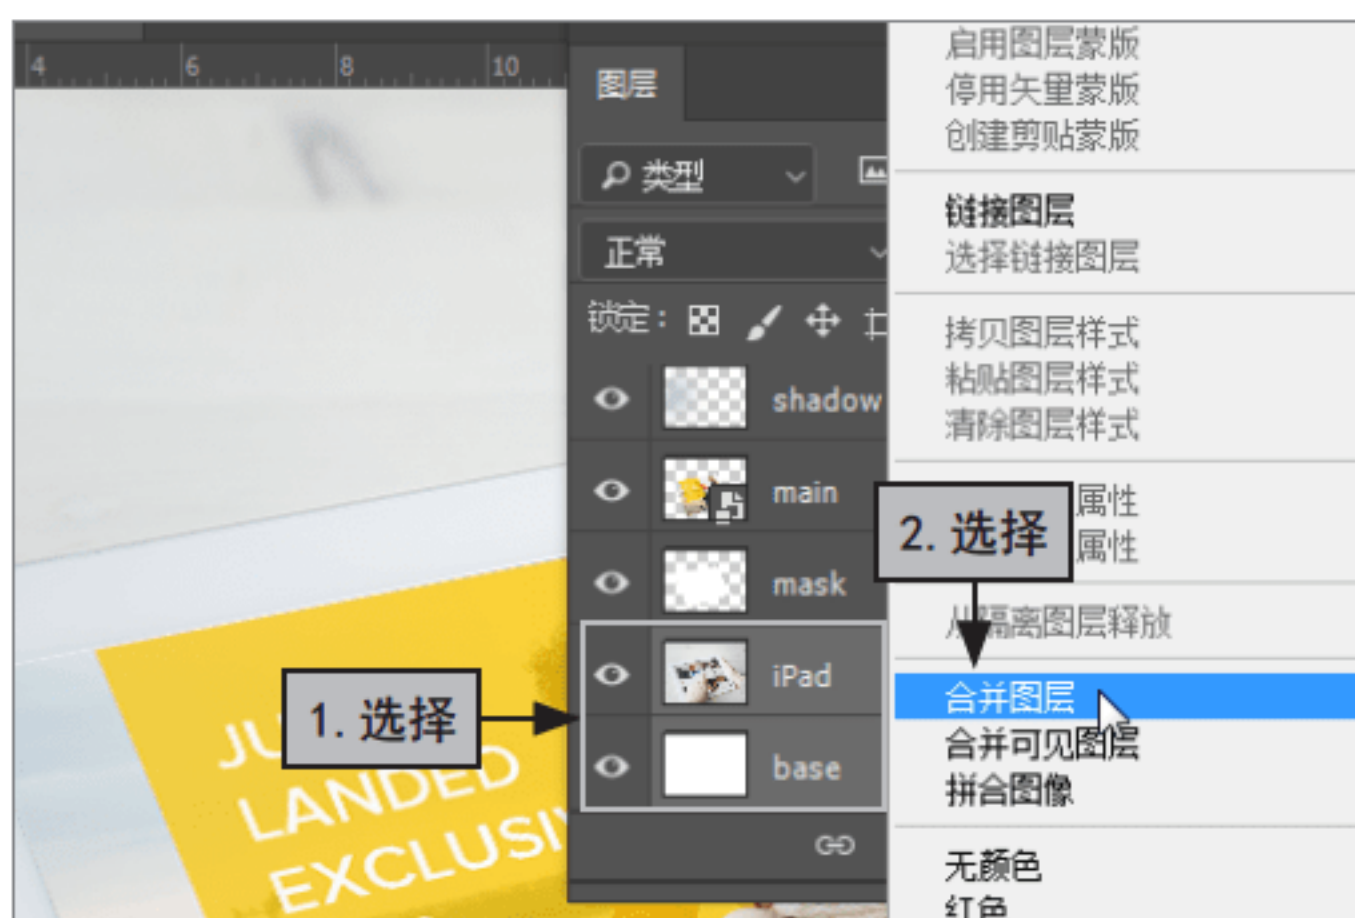 4 6 8 10
图层
类型
正常
锁定：
shadow
main
mask
iPad
base
1. 选择
2. 选择
LANDED
启用图层蒙版
停用矢量蒙版
创建剪贴蒙版
链接图层
选择链接图层
拷贝图层样式
粘贴图层样式
清除图层样式
属性
属性
从隔离图层释放
合并图层
合并可见图层
拼合图像
无颜色
红色